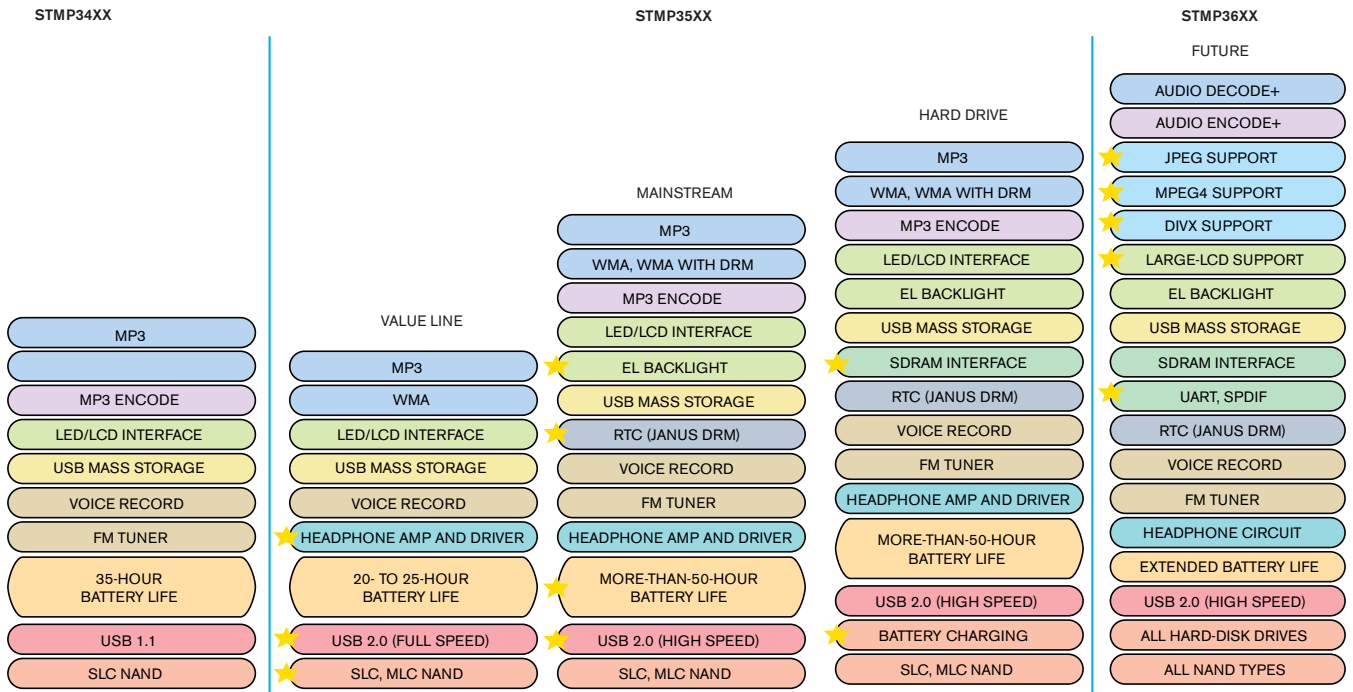 STMP34XX
MP3
MP3 ENCODE
LED/LCD INTERFACE
USB MASS STORAGE
VOICE RECORD
FM TUNER
35-HOUR
BATTERY LIFE
USB 1.1
SLC NAND
STMP35XX
VALUE LINE
MP3
WMA
LED/LCD INTERFACE
USB MASS STORAGE
VOICE RECORD
HEADPHONE AMP AND DRIVER
20- TO 25-HOUR
BATTERY LIFE
USB 2.0 (FULL SPEED)
SLC, MLC NAND
MAINSTREAM
MP3
WMA, WMA WITH DRM
MP3 ENCODE
LED/LCD INTERFACE
EL BACKLIGHT
USB MASS STORAGE
RTC (JANUS DRM)
VOICE RECORD
FM TUNER
HEADPHONE AMP AND DRIVER
MORE-THAN-50-HOUR
BATTERY LIFE
USB 2.0 (HIGH SPEED)
SLC, MLC NAND
HARD DRIVE
MP3
WMA, WMA WITH DRM
MP3 ENCODE
LED/LCD INTERFACE
EL BACKLIGHT
USB MASS STORAGE
SDRAM INTERFACE
RTC (JANUS DRM)
VOICE RECORD
FM TUNER
HEADPHONE AMP AND DRIVER
MORE-THAN-50-HOUR
BATTERY LIFE
USB 2.0 (HIGH SPEED)
BATTERY CHARGING
SLC, MLC NAND
STMP36XX
FUTURE
AUDIO DECODE+
AUDIO ENCODE+
JPEG SUPPORT
MPEG4 SUPPORT
DIVX SUPPORT
LARGE-LCD SUPPORT
EL BACKLIGHT
USB MASS STORAGE
SDRAM INTERFACE
UART, SPDIF
RTC (JANUS DRM)
VOICE RECORD
FM TUNER
HEADPHONE CIRCUIT
EXTENDED BATTERY LIFE
USB 2.0 (HIGH SPEED)
ALL HARD-DISK DRIVES
ALL NAND TYPES